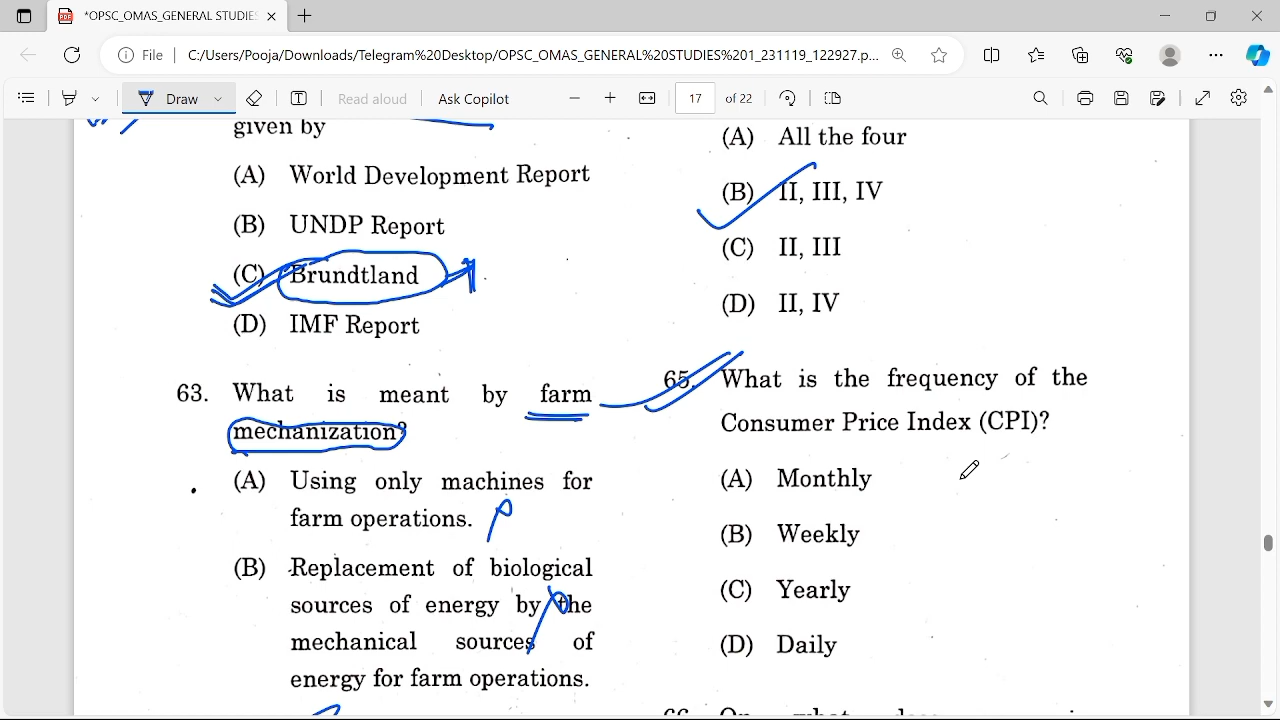 *OPSC_OMAS_GENERAL STUDIES
File
C:/Users/Pooja/Downloads/Telegram%20Desktop/OPSC_OMAS_GENERAL%20STUDIES%201_231119_122927.p...
Draw
Read aloud
Ask Copilot
17 of 22
given by
(A) World Development Report
(B) UNDP Report
(C) Brundtland
(D) IMF Report
63. What is meant by farm
mechanization?
(A) Using only machines for
farm operations.
(B) Replacement of biological
sources of energy by the
mechanical sources of
energy for farm operations.
(A) All the four
(B) II, III, IV
(C) II, III
(D) II, IV
65. What is the frequency of the
Consumer Price Index (CPI)?
(A) Monthly
(B) Weekly
(C) Yearly
(D) Daily